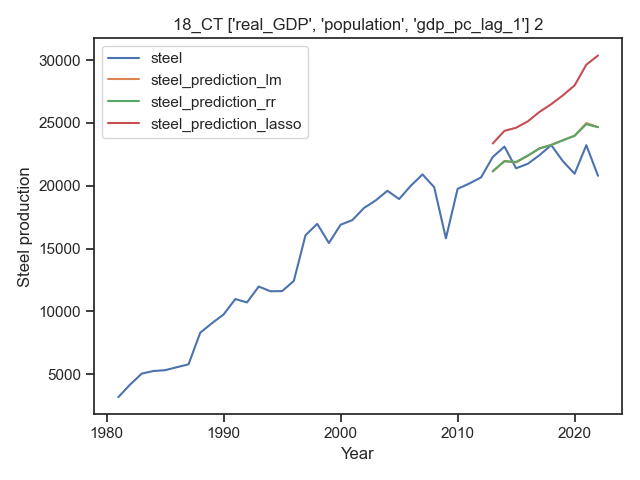 18_CT ['real_GDP', 'population', 'gdp_pc_lag_1'] 2
steel
steel_prediction_lm
steel_prediction_rr
steel_prediction_lasso
Steel production
30000
25000
20000
15000
10000
5000
1980
1990
2000
2010
2020
Year